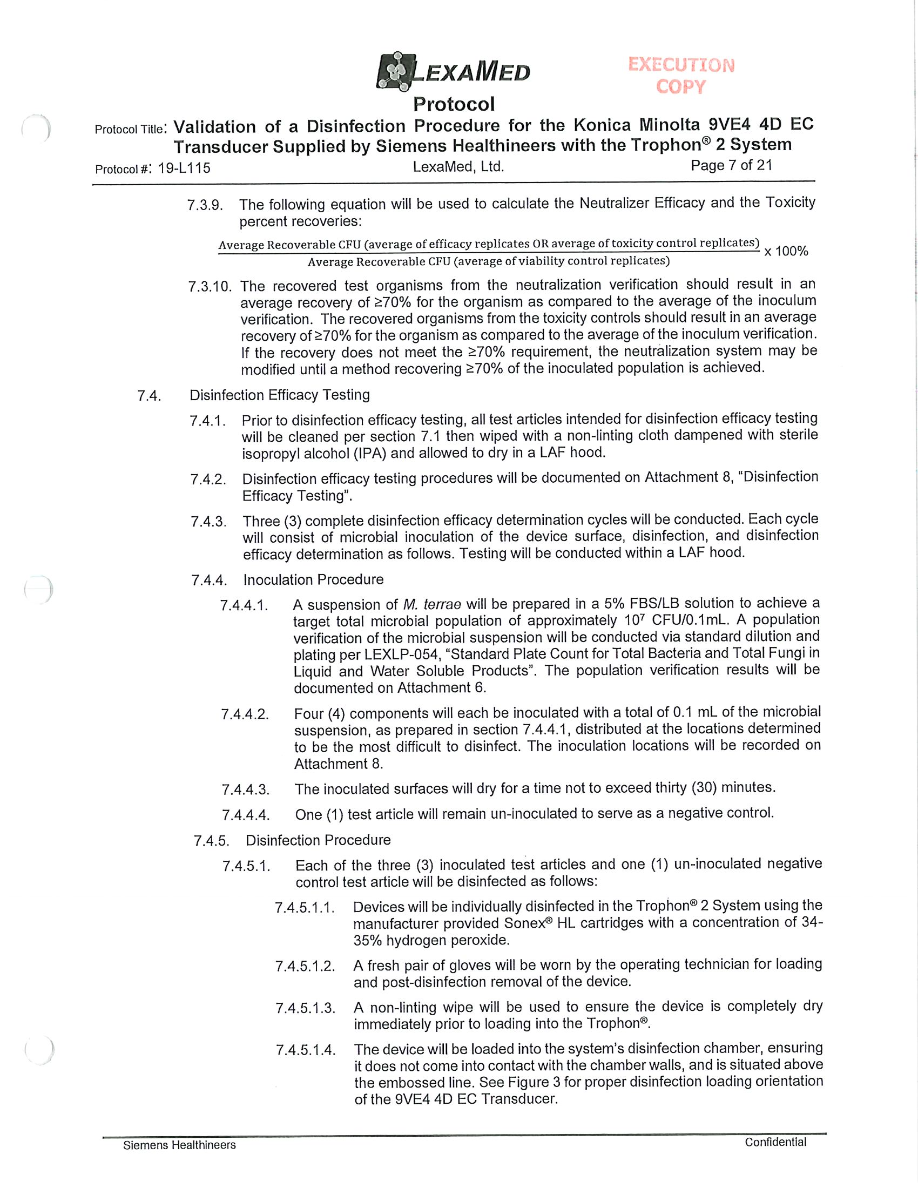 LEXAMED
EXECUTION
COPY
Protocol
Protocol Title: Validation of a Disinfection Procedure for the Konica Minolta 9VE4 4D EC
Transducer Supplied by Siemens Healthineers with the Trophon® 2 System
Protocol #: 19-L115 LexaMed, Ltd. Page 7 of 21
7.3.9. The following equation will be used to calculate the Neutralizer Efficacy and the Toxicity
percent recoveries:
Average Recoverable CFU (average of efficacy replicates OR average of toxicity control replicates)
x 100%
Average Recoverable CFU (average of viability control replicates)
7.3.10. The recovered test organisms from the neutralization verification should result in an
average recovery of ≥70% for the organism as compared to the average of the inoculum
verification. The recovered organisms from the toxicity controls should result in an average
recovery of ≥70% for the organism as compared to the average of the inoculum verification.
If the recovery does not meet the ≥70% requirement, the neutralization system may be
modified until a method recovering ≥70% of the inoculated population is achieved.
7.4. Disinfection Efficacy Testing
7.4.1. Prior to disinfection efficacy testing, all test articles intended for disinfection efficacy testing
will be cleaned per section 7.1 then wiped with a non-linting cloth dampened with sterile
isopropyl alcohol (IPA) and allowed to dry in a LAF hood.
7.4.2. Disinfection efficacy testing procedures will be documented on Attachment 8, "Disinfection
Efficacy Testing".
7.4.3. Three (3) complete disinfection efficacy determination cycles will be conducted. Each cycle
will consist of microbial inoculation of the device surface, disinfection, and disinfection
efficacy determination as follows. Testing will be conducted within a LAF hood.
7.4.4. Inoculation Procedure
7.4.4.1. A suspension of M. terrae will be prepared in a 5% FBS/LB solution to achieve a
target total microbial population of approximately 10⁷ CFU/0.1mL. A population
verification of the microbial suspension will be conducted via standard dilution and
plating per LEXLP-054, "Standard Plate Count for Total Bacteria and Total Fungi in
Liquid and Water Soluble Products". The population verification results will be
documented on Attachment 6.
7.4.4.2. Four (4) components will each be inoculated with a total of 0.1 mL of the microbial
suspension, as prepared in section 7.4.4.1, distributed at the locations determined
to be the most difficult to disinfect. The inoculation locations will be recorded on
Attachment 8.
7.4.4.3. The inoculated surfaces will dry for a time not to exceed thirty (30) minutes.
7.4.4.4. One (1) test article will remain un-inoculated to serve as a negative control.
7.4.5. Disinfection Procedure
7.4.5.1. Each of the three (3) inoculated test articles and one (1) un-inoculated negative
control test article will be disinfected as follows:
7.4.5.1.1. Devices will be individually disinfected in the Trophon® 2 System using the
manufacturer provided Sonex® HL cartridges with a concentration of 34-
35% hydrogen peroxide.
7.4.5.1.2. A fresh pair of gloves will be worn by the operating technician for loading
and post-disinfection removal of the device.
7.4.5.1.3. A non-linting wipe will be used to ensure the device is completely dry
immediately prior to loading into the Trophon®.
7.4.5.1.4. The device will be loaded into the system's disinfection chamber, ensuring
it does not come into contact with the chamber walls, and is situated above
the embossed line. See Figure 3 for proper disinfection loading orientation
of the 9VE4 4D EC Transducer.
Siemens Healthineers Confidential